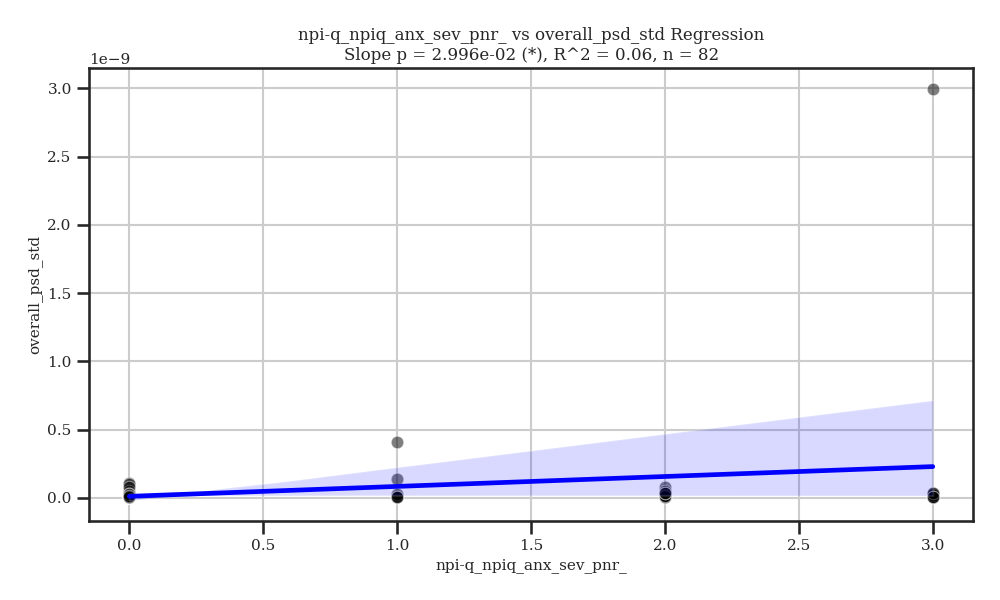 npi-q_npiq_anx_sev_pnr_ vs overall_psd_std Regression
Slope p = 2.996e-02 (*), R^2 = 0.06, n = 82
1e−9
3.0
2.5
2.0
1.5
1.0
0.5
0.0
overall_psd_std
0.0 0.5 1.0 1.5 2.0 2.5 3.0
npi-q_npiq_anx_sev_pnr_